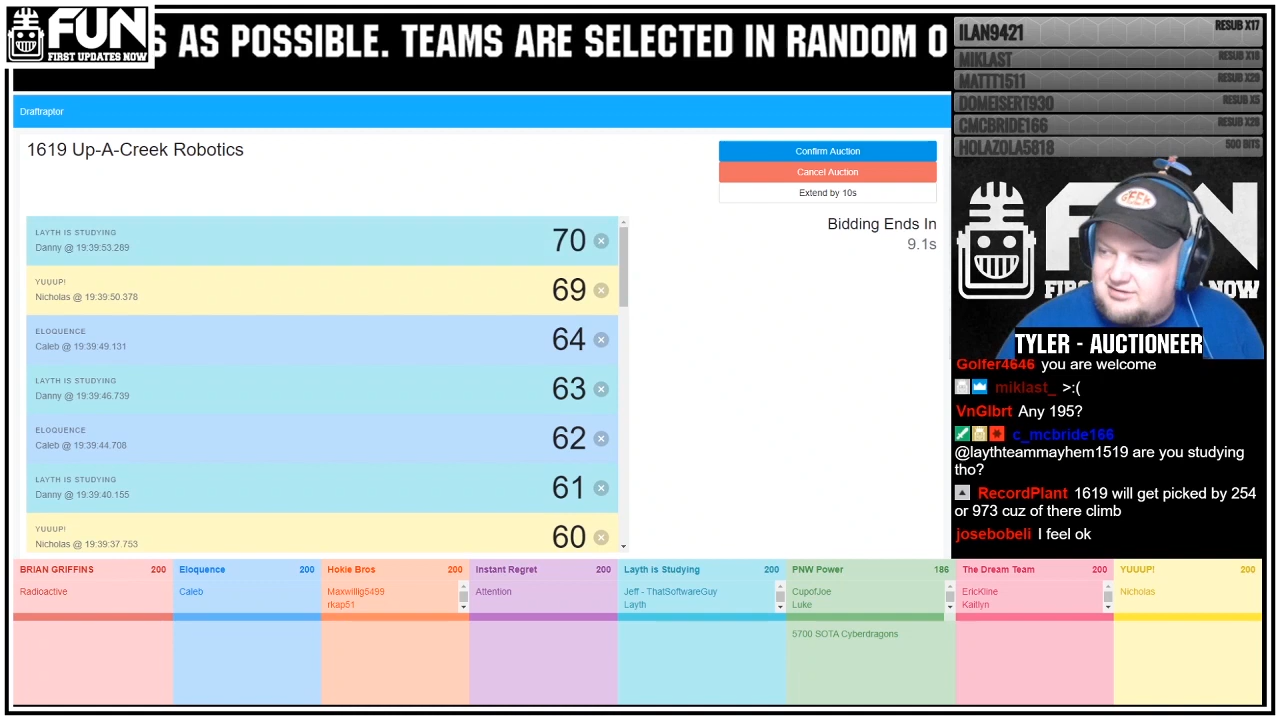 FUN
FIRST UPDATES NOW
S AS POSSIBLE. TEAMS ARE SELECTED IN RANDOM O
ILAN9421 RESUB X17
MIKLAST RESUB X18
MATTT1511 RESUB X29
DOMEISERT930 RESUB X5
CMCBRIDE166 RESUB X28
HOLAZOLA5818 500 BITS
Draftraptor
1619 Up-A-Creek Robotics
Confirm Auction
Cancel Auction
Extend by 10s
Bidding Ends In
9.1s
LAYTH IS STUDYING
Danny @ 19:39:53.289
70
YUUUP!
Nicholas @ 19:39:50.378
69
ELOQUENCE
Caleb @ 19:39:49.131
64
LAYTH IS STUDYING
Danny @ 19:39:46.739
63
ELOQUENCE
Caleb @ 19:39:44.708
62
LAYTH IS STUDYING
Danny @ 19:39:40.155
61
YUUUP!
Nicholas @ 19:39:37.753
60
GEEK
TYLER - AUCTIONEER
Golfer4646 you are welcome
miklast_ >:(
VnGlbrt Any 195?
c_mcbride166
@laythteammayhem1519 are you studying
tho?
RecordPlant 1619 will get picked by 254
or 973 cuz of there climb
josebobeli I feel ok
BRIAN GRIFFINS 200
Radioactive
Eloquence 200
Caleb
Hokie Bros 200
Maxwillig5499
rkap51
Instant Regret 200
Attention
Layth is Studying 200
Jeff - ThatSoftwareGuy
Layth
PNW Power 186
CupofJoe
Luke
5700 SOTA Cyberdragons
The Dream Team 200
EricKline
Kaitlyn
YUUUP! 200
Nicholas